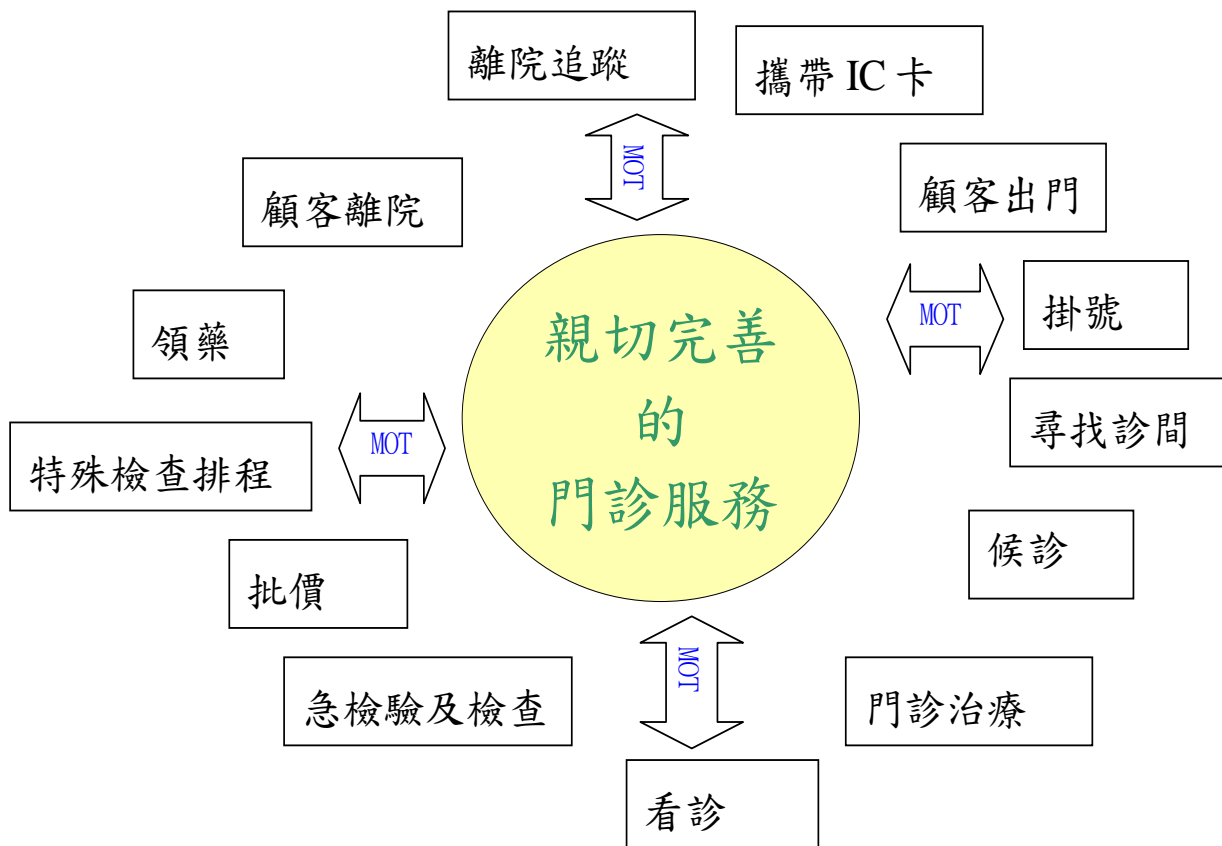 離院追蹤
攜帶 IC 卡
MOT
顧客離院
顧客出門
領藥
親切完善
的
門診服務
MOT
掛號
特殊檢查排程
MOT
尋找診間
批價
候診
急檢驗及檢查
MOT
門診治療
看診